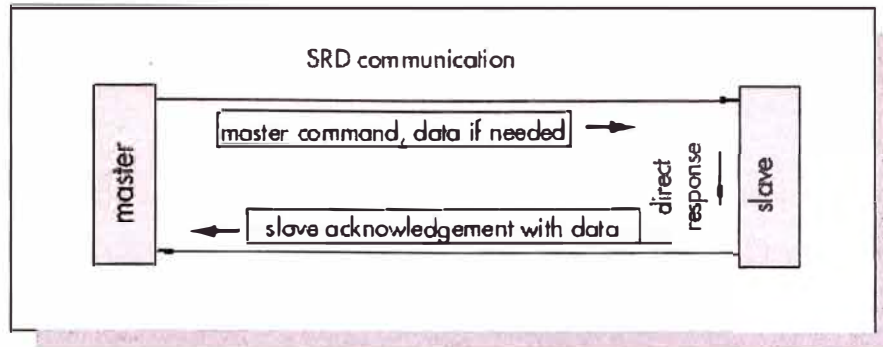 SRD communication
master command, data if needed
master
direct
response
slave
slave acknowledgement with data